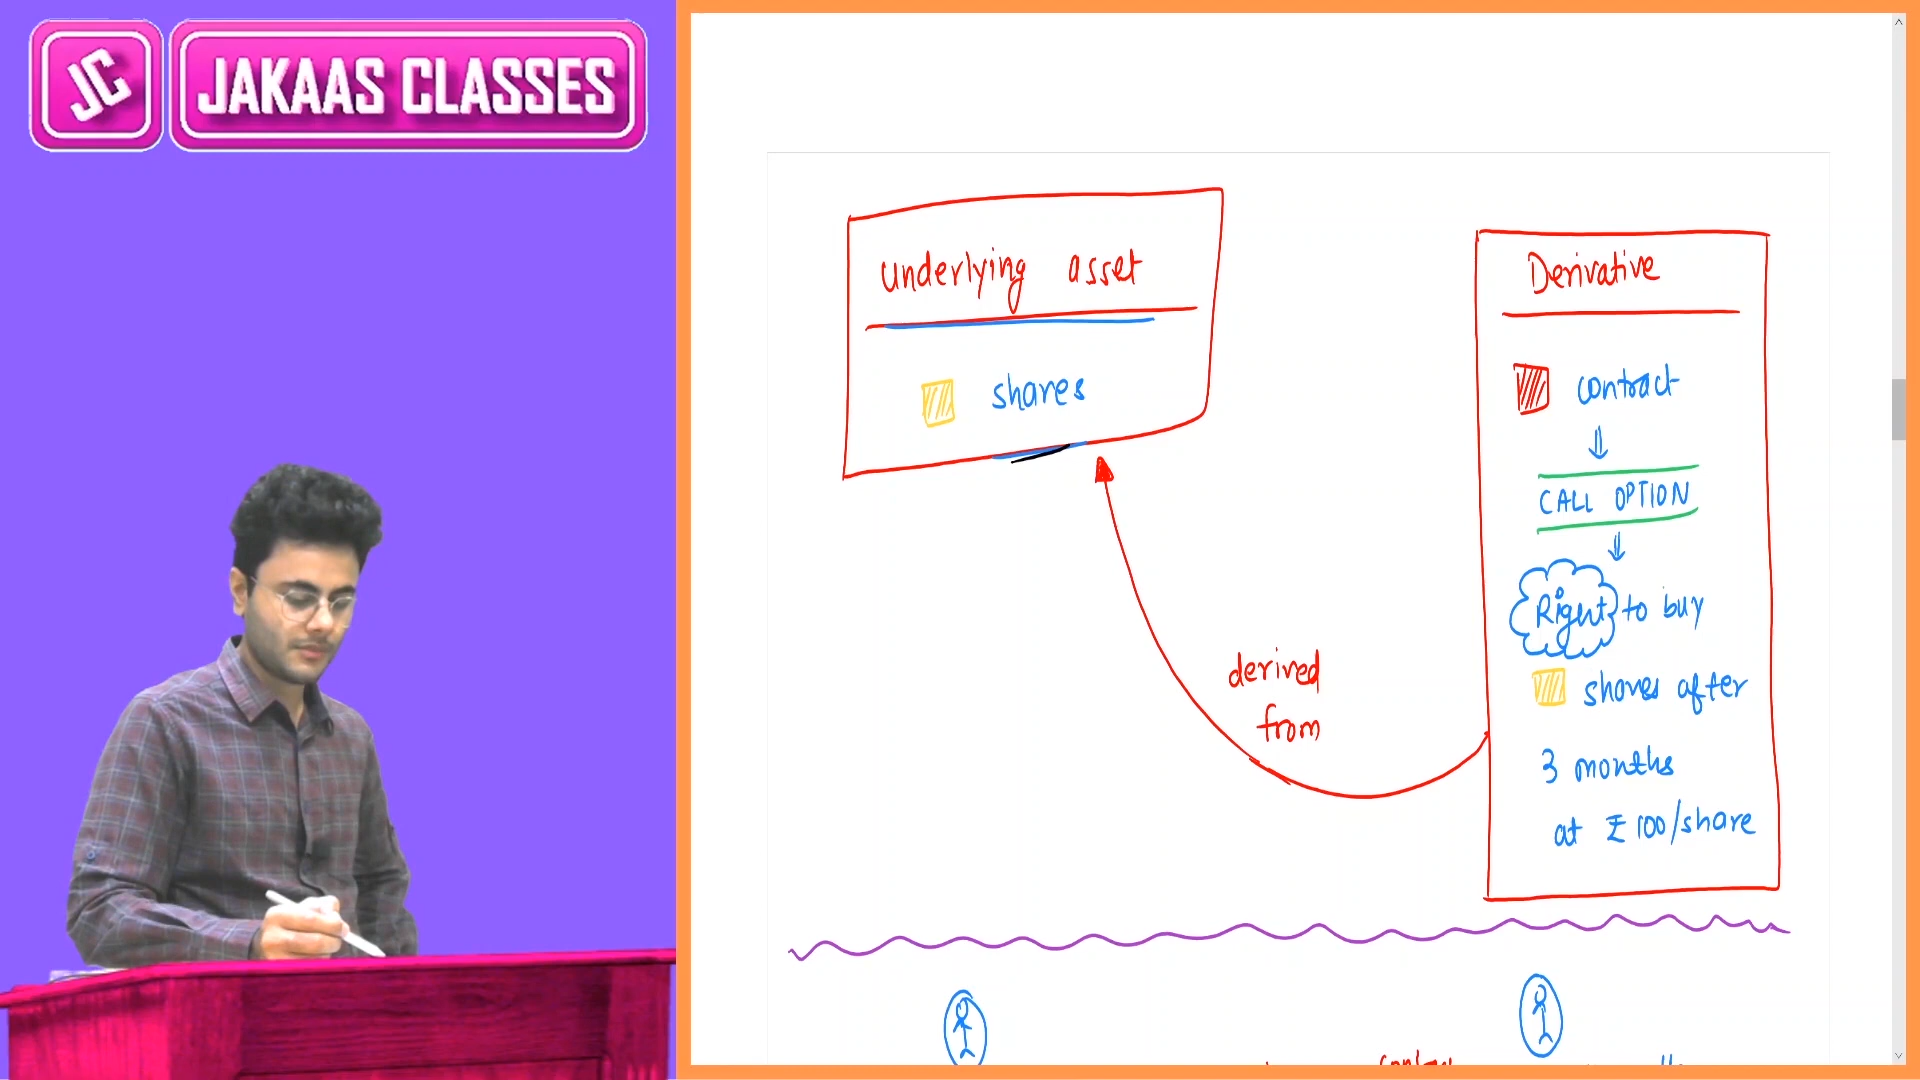 JC JAKAAS CLASSES
underlying asset
shares
derived
from
Derivative
contract
CALL OPTION
Right to buy
shares after
3 months
at ₹100/share